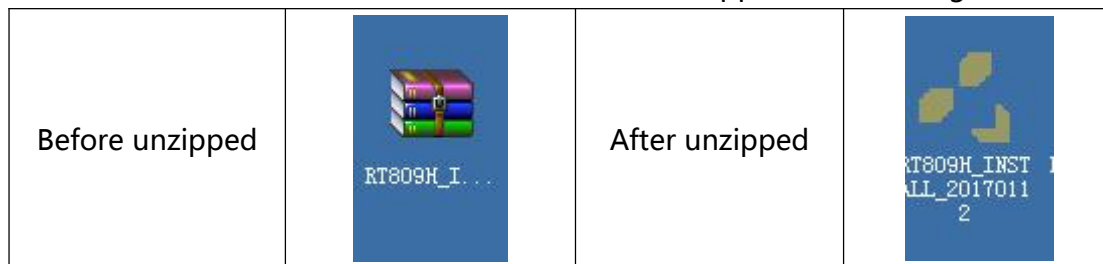 Before unzipped
RT809H_I...
After unzipped
RT809H_INST
ALL_2017011
2